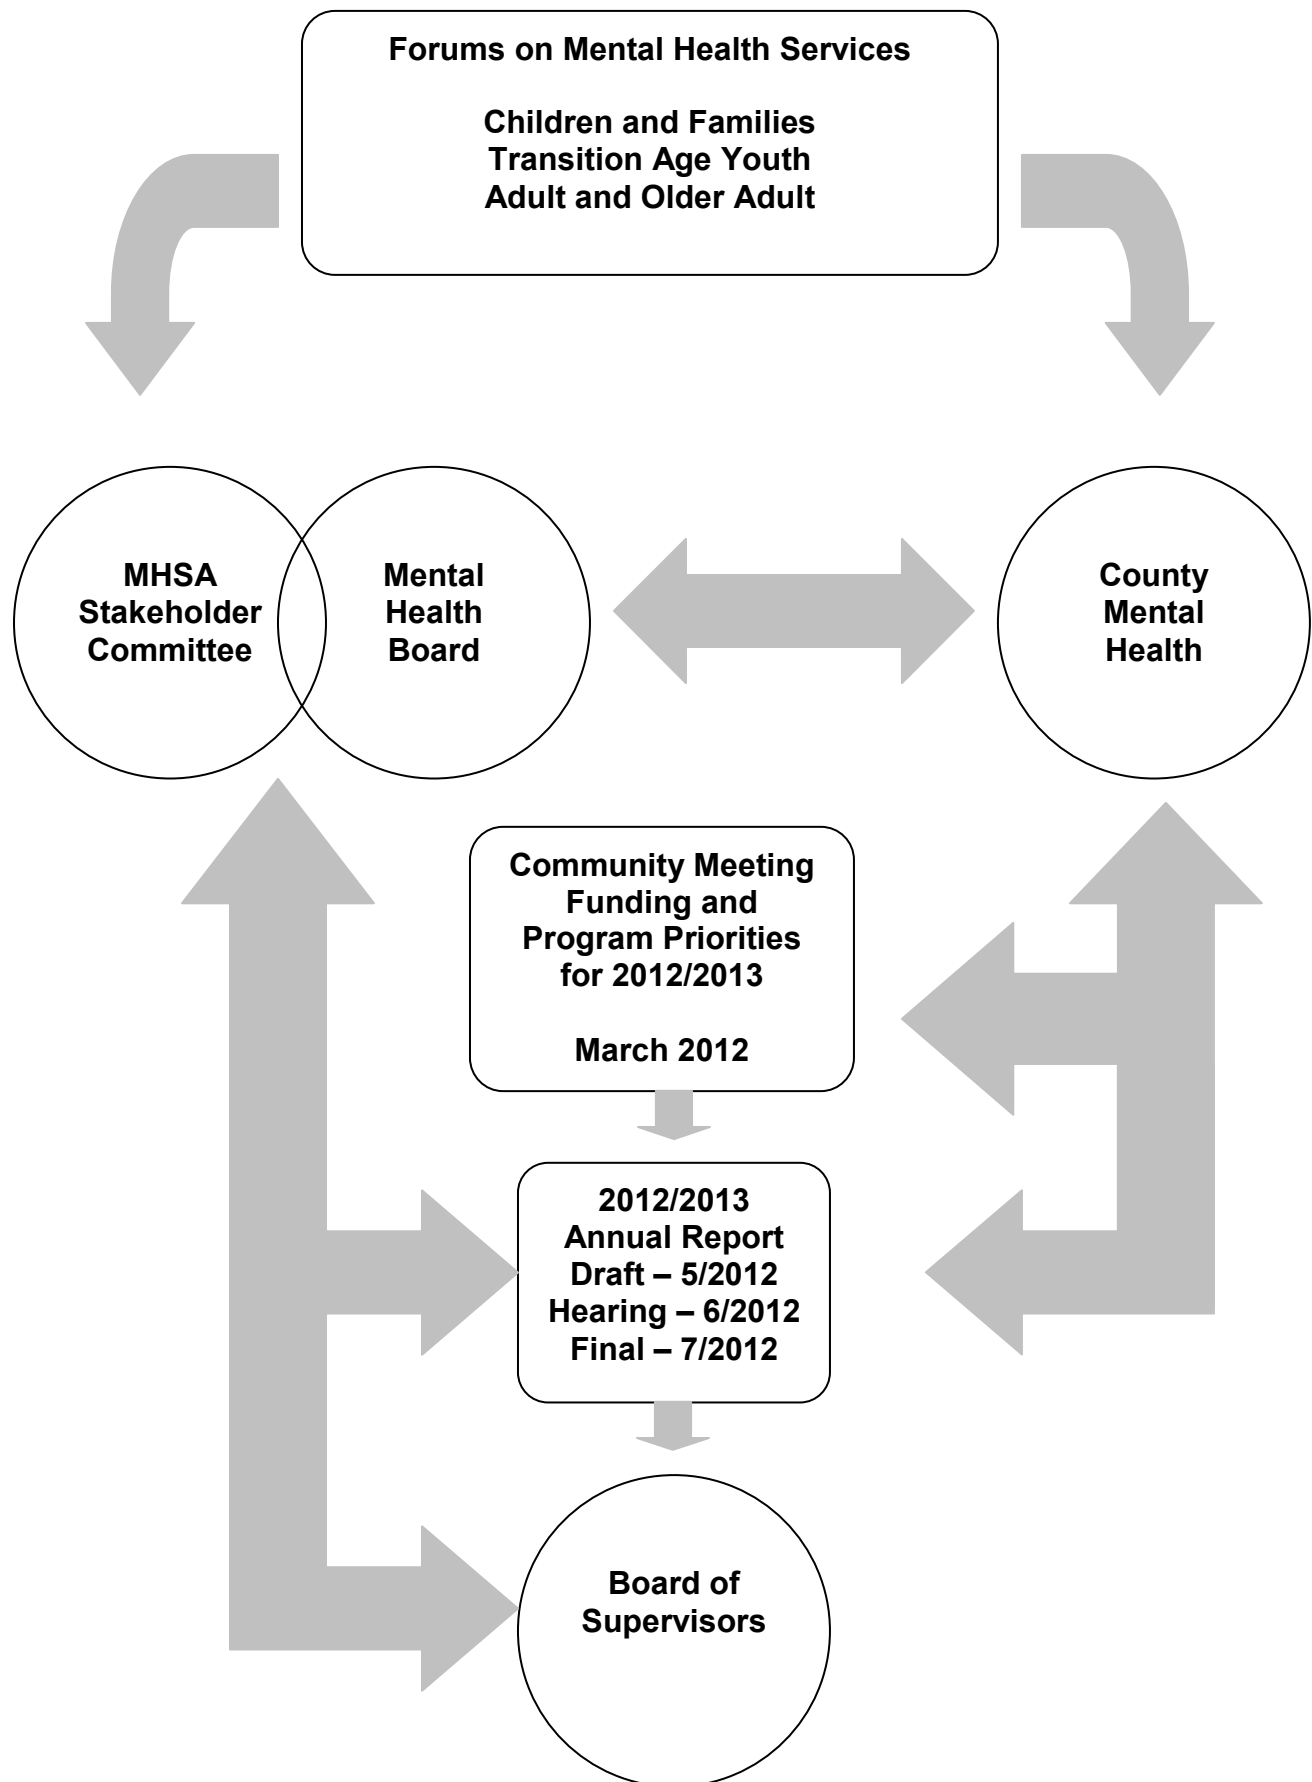 Forums on Mental Health Services
Children and Families
Transition Age Youth
Adult and Older Adult
MHSA
Stakeholder
Committee
Mental
Health
Board
County
Mental
Health
Community Meeting
Funding and
Program Priorities
for 2012/2013
March 2012
2012/2013
Annual Report
Draft – 5/2012
Hearing – 6/2012
Final – 7/2012
Board of
Supervisors